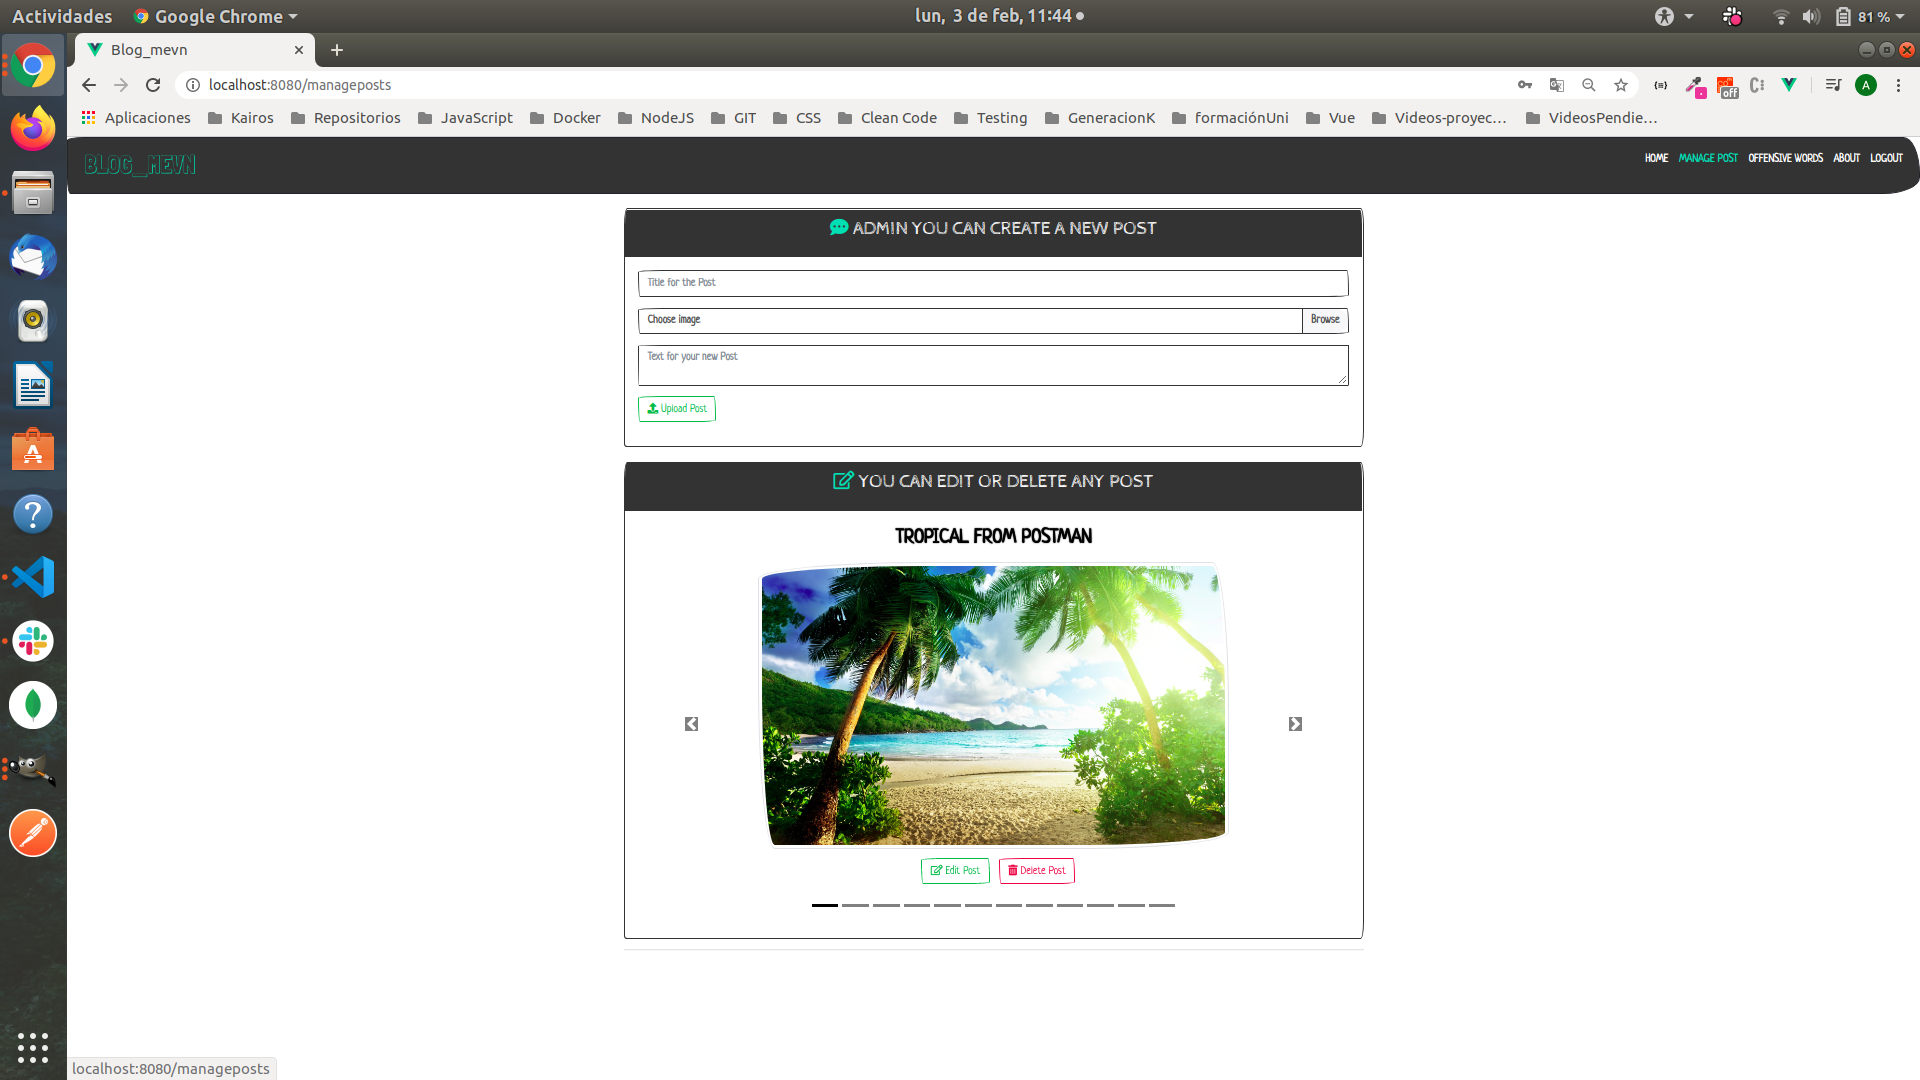 Actividades Google Chrome lun, 3 de feb, 11:44 81 %
Blog_mevn
localhost:8080/manageposts off A
Aplicaciones Kairos Repositorios JavaScript Docker NodeJS GIT CSS Clean Code Testing GeneracionK formaciónUni Vue Videos-proyec... VideosPendie...
BLOG_MEVN HOME MANAGE POST OFFENSIVE WORDS ABOUT LOGOUT
ADMIN YOU CAN CREATE A NEW POST
Title for the Post
Choose image Browse
Text for your new Post
Upload Post
YOU CAN EDIT OR DELETE ANY POST
TROPICAL FROM POSTMAN
Edit Post Delete Post
localhost:8080/manageposts